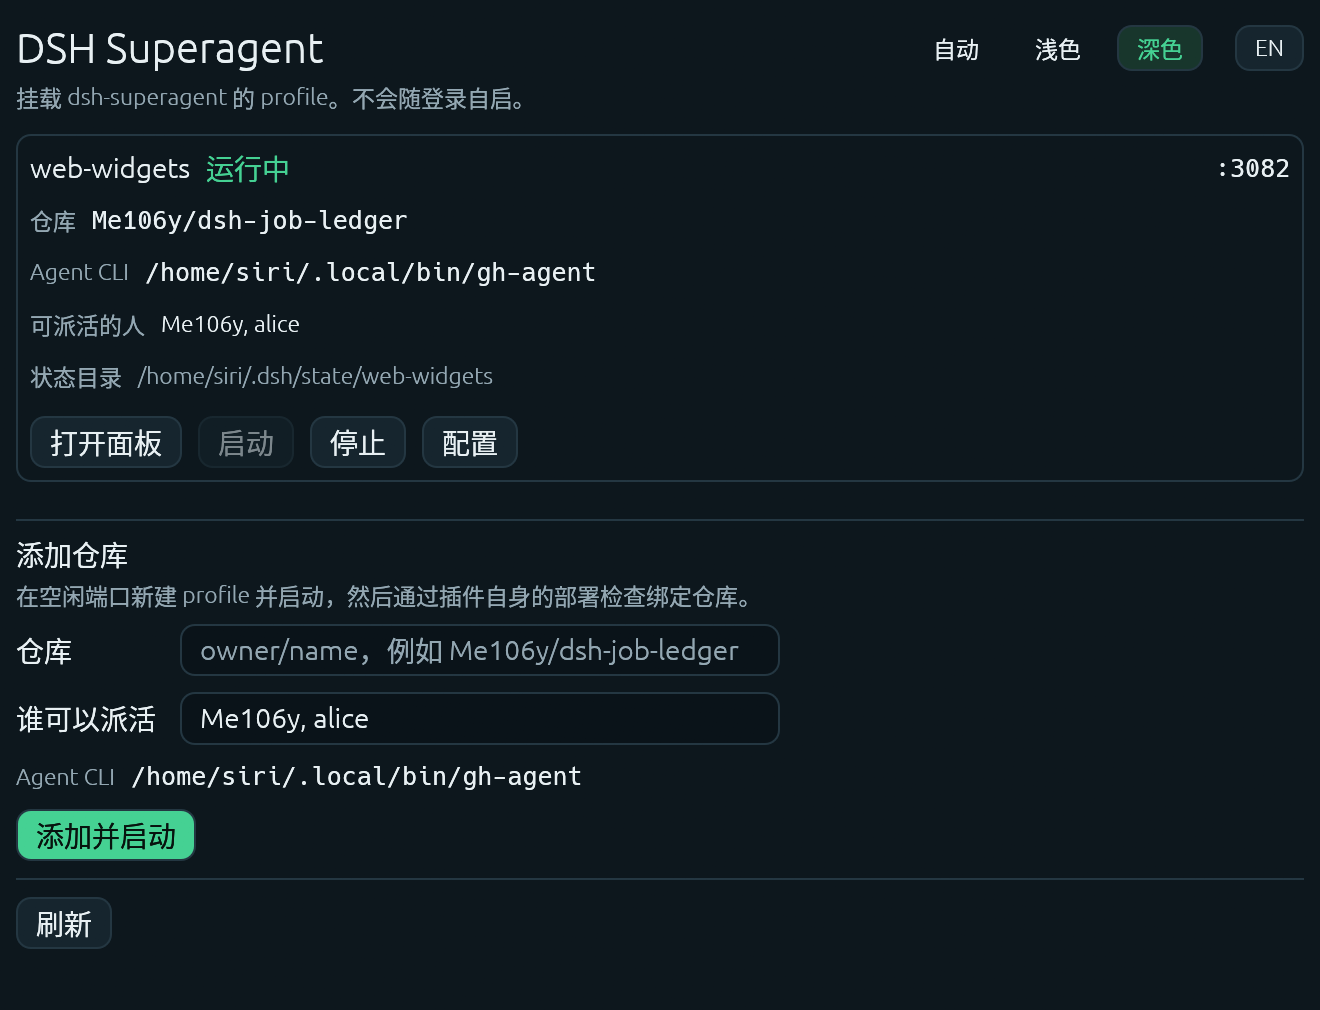 DSH Superagent
自动 浅色 深色 EN
挂载 dsh-superagent 的 profile。不会随登录自启。
web-widgets 运行中 :3082
仓库 Me106y/dsh-job-ledger
Agent CLI /home/siri/.local/bin/gh-agent
可派活的人 Me106y, alice
状态目录 /home/siri/.dsh/state/web-widgets
打开面板 启动 停止 配置
添加仓库
在空闲端口新建 profile 并启动，然后通过插件自身的部署检查绑定仓库。
仓库 owner/name，例如 Me106y/dsh-job-ledger
谁可以派活 Me106y, alice
Agent CLI /home/siri/.local/bin/gh-agent
添加并启动
刷新